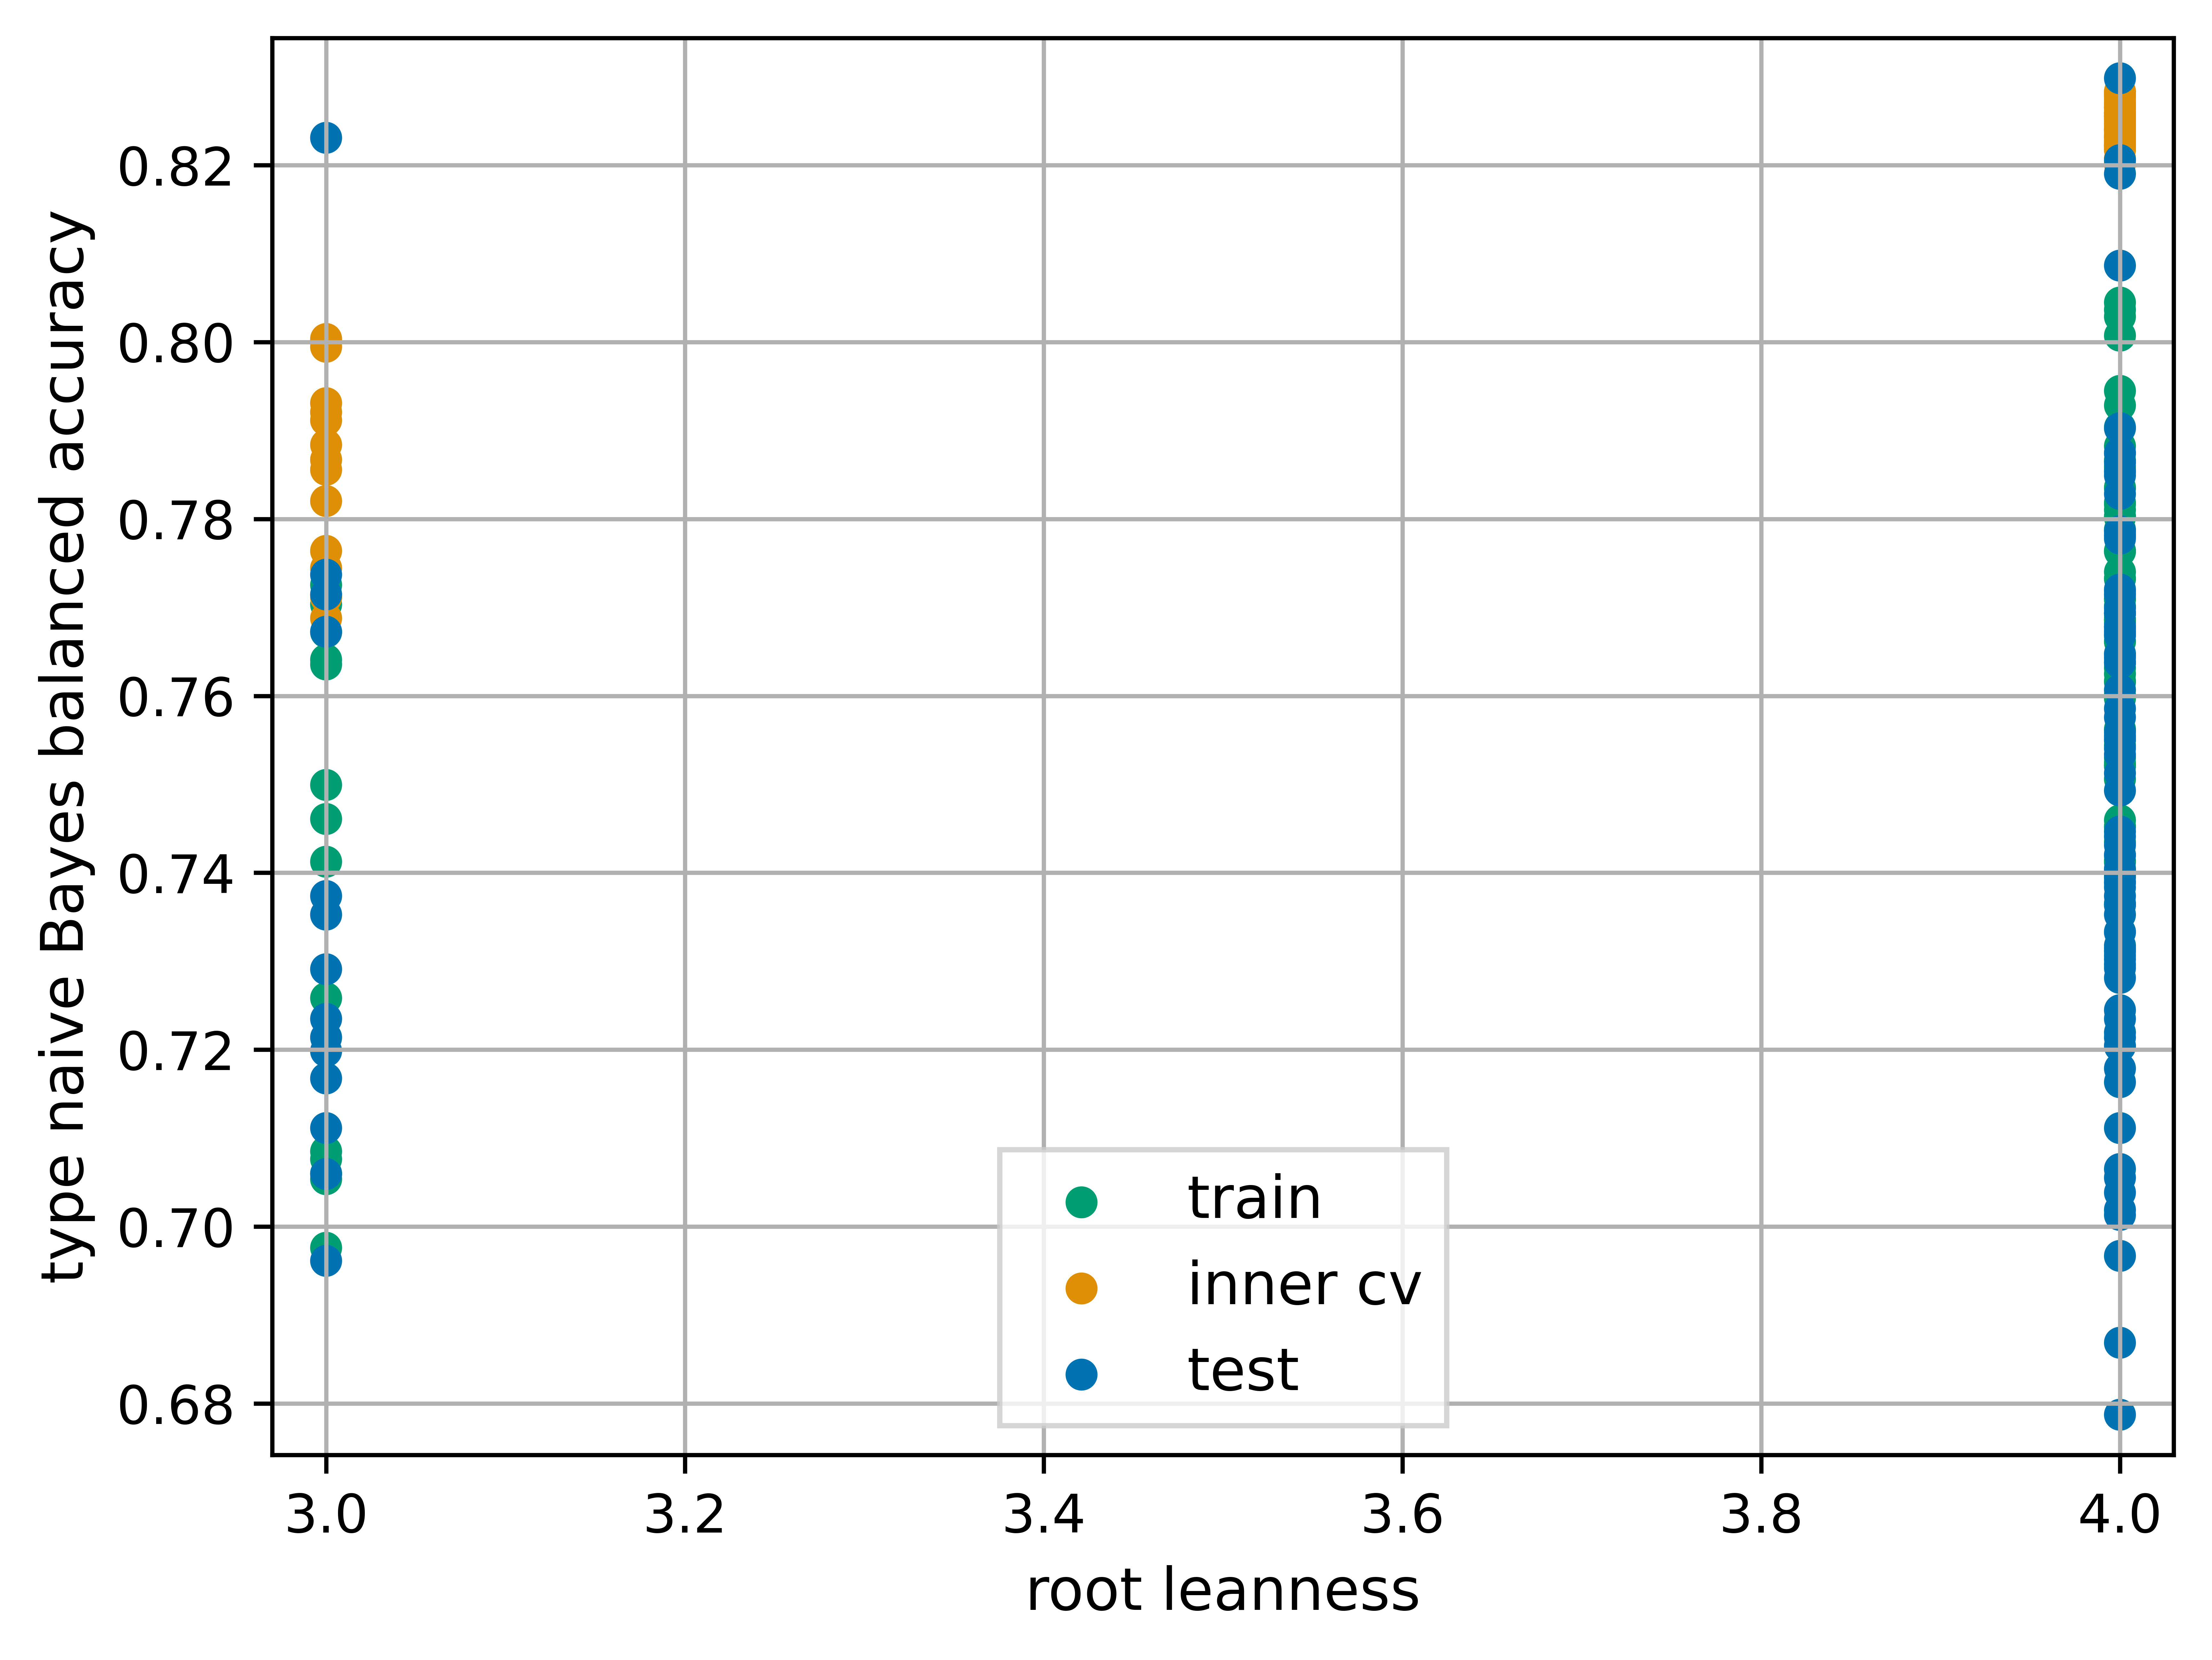 type naive Bayes balanced accuracy
0.82
0.80
0.78
0.76
0.74
0.72
0.70
0.68
train
inner cv
test
3.0 3.2 3.4 3.6 3.8 4.0
root leanness